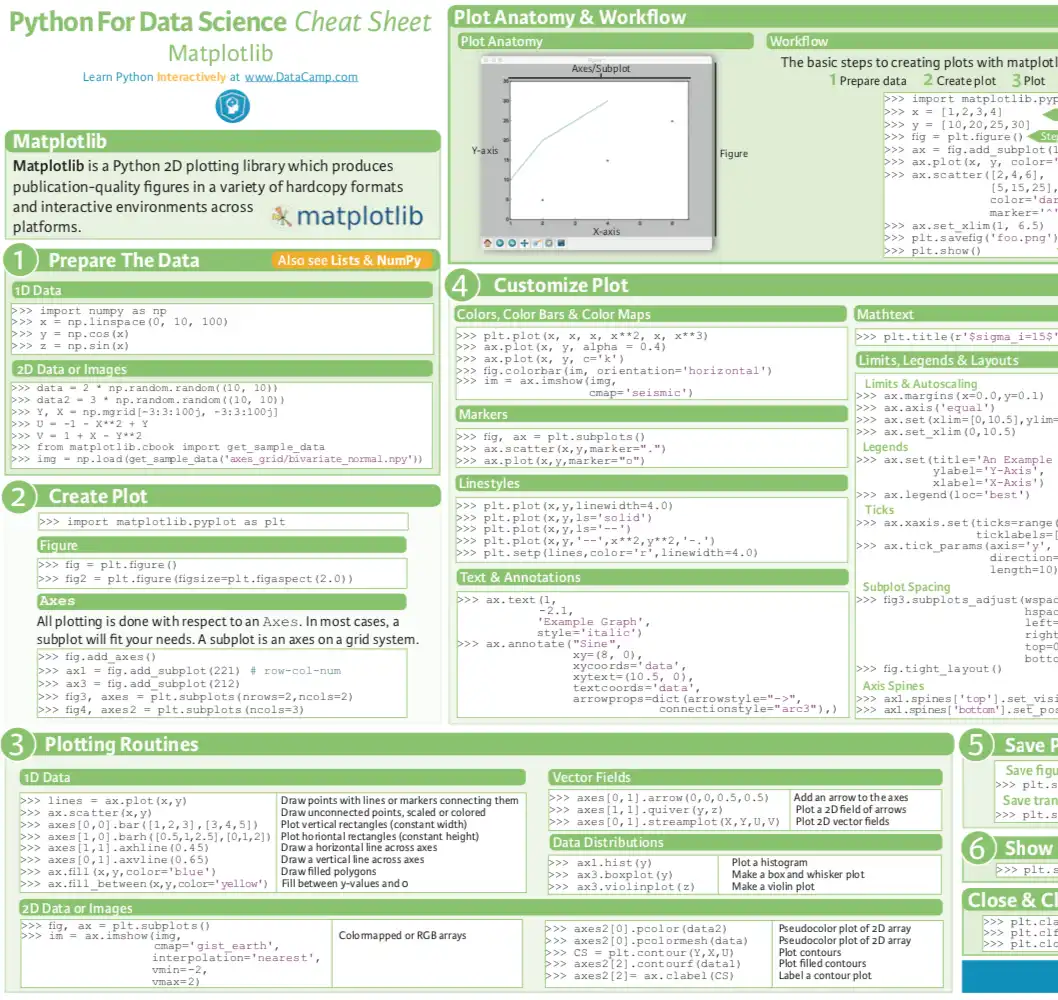 Python For Data Science Cheat Sheet
Matplotlib
Learn Python Interactively at www.DataCamp.com
Matplotlib
Matplotlib is a Python 2D plotting library which produces
publication-quality figures in a variety of hardcopy formats
and interactive environments across
platforms.
matplotlib
1 Prepare The Data
Also see Lists & NumPy
1D Data
>>> import numpy as np
>>> x = np.linspace(0, 10, 100)
>>> y = np.cos(x)
>>> z = np.sin(x)
2D Data or Images
>>> data = 2 * np.random.random((10, 10))
>>> data2 = 3 * np.random.random((10, 10))
>>> Y, X = np.mgrid[-3:3:100j, -3:3:100j]
>>> U = -1 - X**2 + Y
>>> V = 1 + X - Y**2
>>> from matplotlib.cbook import get_sample_data
>>> img = np.load(get_sample_data('axes_grid/bivariate_normal.npy'))
2 Create Plot
>>> import matplotlib.pyplot as plt
Figure
>>> fig = plt.figure()
>>> fig2 = plt.figure(figsize=plt.figaspect(2.0))
Axes
All plotting is done with respect to an Axes. In most cases, a
subplot will fit your needs. A subplot is an axes on a grid system.
>>> fig.add_axes()
>>> ax1 = fig.add_subplot(221) # row-col-num
>>> ax3 = fig.add_subplot(212)
>>> fig3, axes = plt.subplots(nrows=2,ncols=2)
>>> fig4, axes2 = plt.subplots(ncols=3)
Plot Anatomy & Workflow
Plot Anatomy
Axes/Subplot
Y-axis
Figure
X-axis
Workflow
The basic steps to creating plots with matplotl
1 Prepare data 2 Create plot 3 Plot
>>> import matplotlib.pyp
>>> x = [1,2,3,4]
>>> y = [10,20,25,30]
>>> fig = plt.figure() Ste
>>> ax = fig.add_subplot(1
>>> ax.plot(x, y, color='
>>> ax.scatter([2,4,6],
[5,15,25],
color='dar
marker='^'
>>> ax.set_xlim(1, 6.5)
>>> plt.savefig('foo.png')
>>> plt.show()
4 Customize Plot
Colors, Color Bars & Color Maps
>>> plt.plot(x, x, x, x**2, x, x**3)
>>> ax.plot(x, y, alpha = 0.4)
>>> ax.plot(x, y, c='k')
>>> fig.colorbar(im, orientation='horizontal')
>>> im = ax.imshow(img,
cmap='seismic')
Markers
>>> fig, ax = plt.subplots()
>>> ax.scatter(x,y,marker=".")
>>> ax.plot(x,y,marker="o")
Linestyles
>>> plt.plot(x,y,linewidth=4.0)
>>> plt.plot(x,y,ls='solid')
>>> plt.plot(x,y,ls='--')
>>> plt.plot(x,y,'--',x**2,y**2,'-.')
>>> plt.setp(lines,color='r',linewidth=4.0)
Text & Annotations
>>> ax.text(1,
-2.1,
'Example Graph',
style='italic')
>>> ax.annotate("Sine",
xy=(8, 0),
xycoords='data',
xytext=(10.5, 0),
textcoords='data',
arrowprops=dict(arrowstyle="->",
connectionstyle="arc3"),)
Mathtext
>>> plt.title(r'$sigma_i=15$'
Limits, Legends & Layouts
Limits & Autoscaling
>>> ax.margins(x=0.0,y=0.1)
>>> ax.axis('equal')
>>> ax.set(xlim=[0,10.5],ylim=
>>> ax.set_xlim(0,10.5)
Legends
>>> ax.set(title='An Example
ylabel='Y-Axis',
xlabel='X-Axis')
>>> ax.legend(loc='best')
Ticks
>>> ax.xaxis.set(ticks=range(
ticklabels=[
>>> ax.tick_params(axis='y',
direction=
length=10)
Subplot Spacing
>>> fig3.subplots_adjust(wspac
hspac
left=
right
top=0
botto
>>> fig.tight_layout()
Axis Spines
>>> ax1.spines['top'].set_visi
>>> ax1.spines['bottom'].set_pos
3 Plotting Routines
1D Data
>>> lines = ax.plot(x,y) Draw points with lines or markers connecting them
>>> ax.scatter(x,y) Draw unconnected points, scaled or colored
>>> axes[0,0].bar([1,2,3],[3,4,5]) Plot vertical rectangles (constant width)
>>> axes[1,0].barh([0.5,1,2.5],[0,1,2]) Plot horiontal rectangles (constant height)
>>> axes[1,1].axhline(0.45) Draw a horizontal line across axes
>>> axes[0,1].axvline(0.65) Draw a vertical line across axes
>>> ax.fill(x,y,color='blue') Draw filled polygons
>>> ax.fill_between(x,y,color='yellow') Fill between y-values and 0
2D Data or Images
>>> fig, ax = plt.subplots()
>>> im = ax.imshow(img, Colormapped or RGB arrays
cmap='gist_earth',
interpolation='nearest',
vmin=-2,
vmax=2)
Vector Fields
>>> axes[0,1].arrow(0,0,0.5,0.5) Add an arrow to the axes
>>> axes[1,1].quiver(y,z) Plot a 2D field of arrows
>>> axes[0,1].streamplot(X,Y,U,V) Plot 2D vector fields
Data Distributions
>>> ax1.hist(y) Plot a histogram
>>> ax3.boxplot(y) Make a box and whisker plot
>>> ax3.violinplot(z) Make a violin plot
>>> axes2[0].pcolor(data2) Pseudocolor plot of 2D array
>>> axes2[0].pcolormesh(data) Pseudocolor plot of 2D array
>>> CS = plt.contour(Y,X,U) Plot contours
>>> axes2[2].contourf(data1) Plot filled contours
>>> axes2[2]= ax.clabel(CS) Label a contour plot
5 Save P
Save figu
>>> plt.s
Save tran
>>> plt.s
6 Show
>>> plt.s
Close & Cl
>>> plt.cla
>>> plt.clf
>>> plt.clo